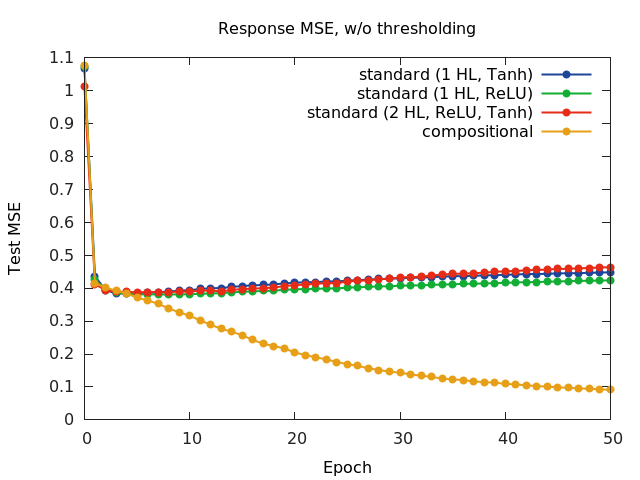 Response MSE, w/o thresholding
standard (1 HL, Tanh)
standard (1 HL, ReLU)
standard (2 HL, ReLU, Tanh)
compositional
Test MSE
1.1
1
0.9
0.8
0.7
0.6
0.5
0.4
0.3
0.2
0.1
0
0 10 20 30 40 50
Epoch